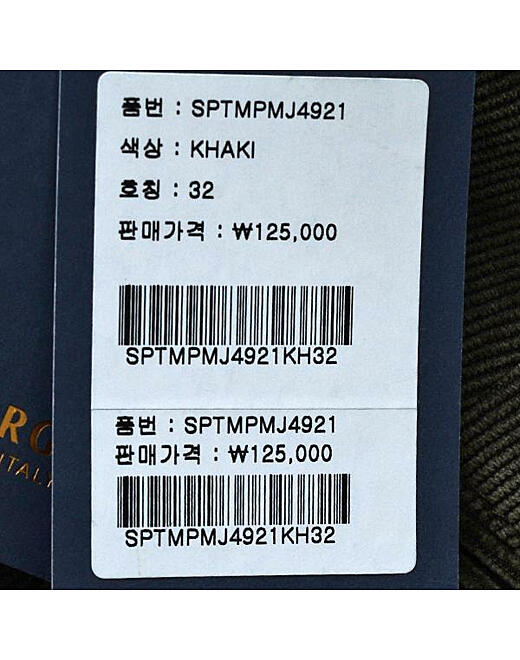 품번 : SPTMPMJ4921
색상 : KHAKI
호칭 : 32
판매가격 : ₩125,000
SPTMPMJ4921KH32
품번 : SPTMPMJ4921
판매가격 : ₩125,000
SPTMPMJ4921KH32